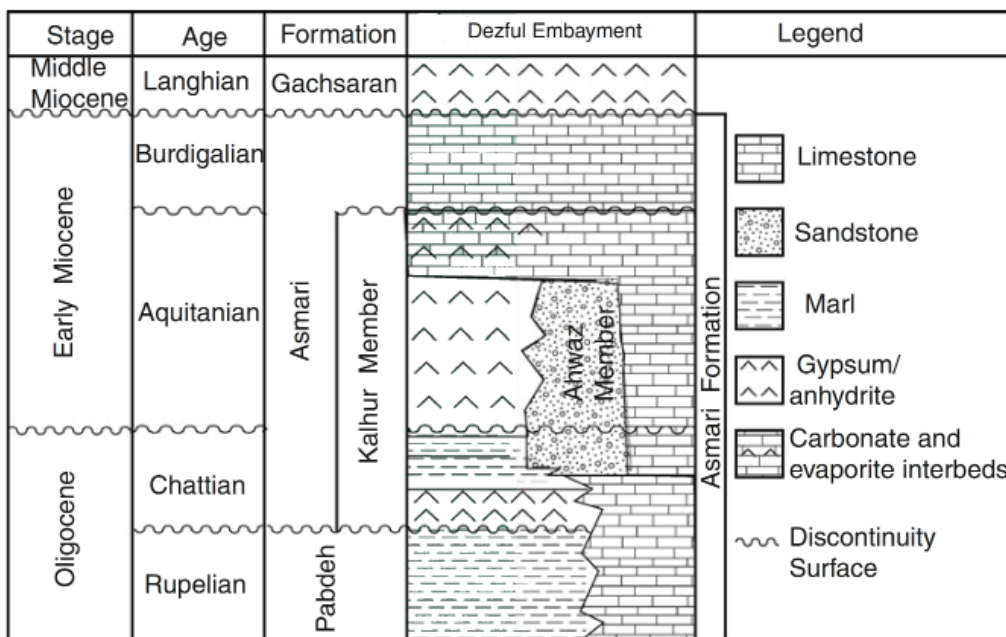 Stage Age Formation Dezful Embayment Legend
Middle
Miocene
Langhian Gachsaran
Early Miocene
Burdigalian
Aquitanian
Oligocene
Chattian
Rupelian
Asmari
Kalhur Member
Pabdeh
Ahwaz
Member
Asmari Formation
Limestone
Sandstone
Marl
Gypsum/
anhydrite
Carbonate and
evaporite interbeds
Discontinuity
Surface